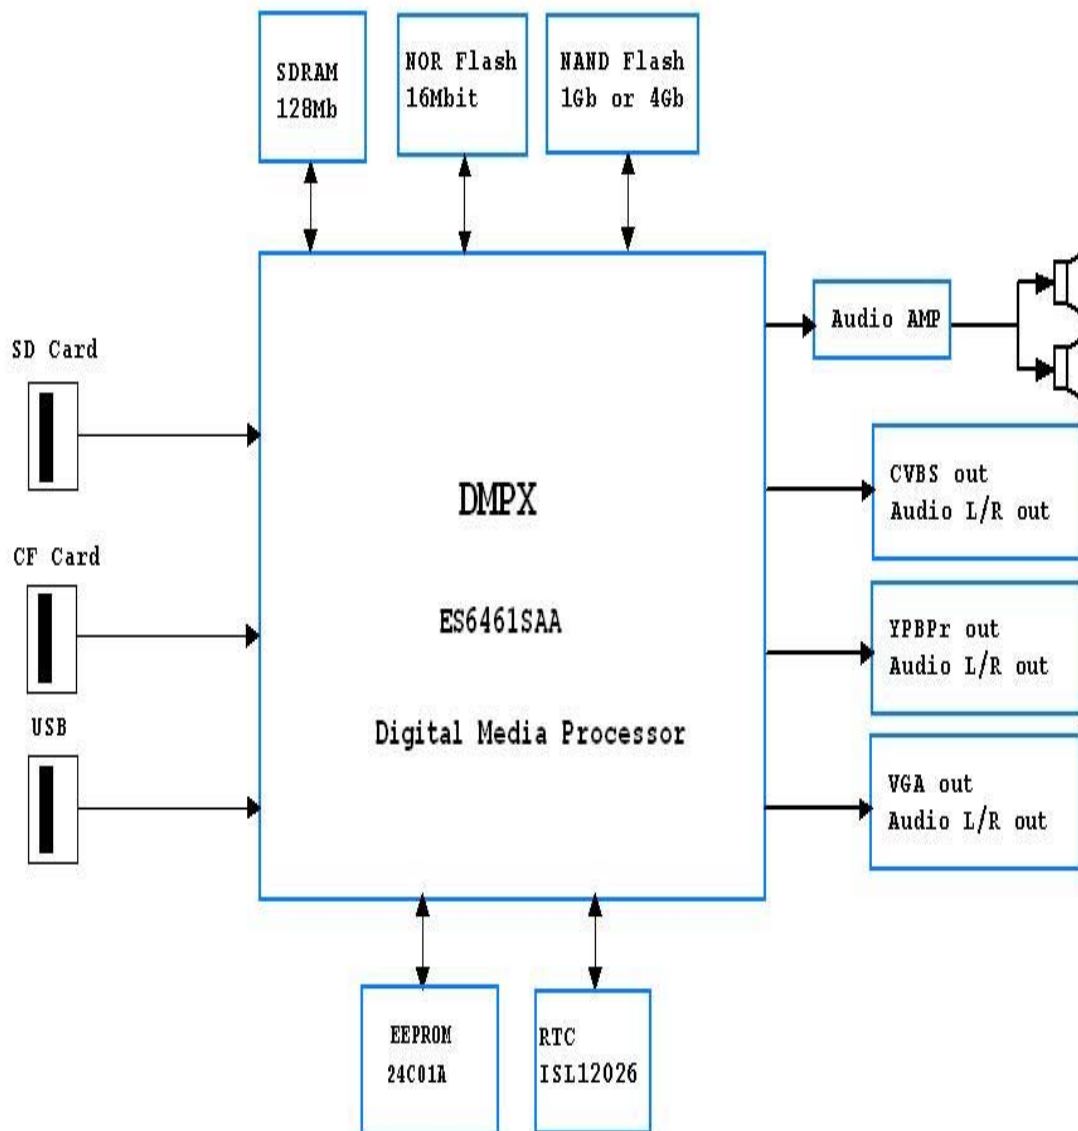 SDRAM
128Mb
NOR Flash
16Mbit
NAND Flash
1Gb or 4Gb
Audio AMP
SD Card
CF Card
USB
DMPX
ES6461SAA
Digital Media Processor
CVBS out
Audio L/R out
YPBPr out
Audio L/R out
VGA out
Audio L/R out
EEPROM
24C01A
RTC
ISL12026